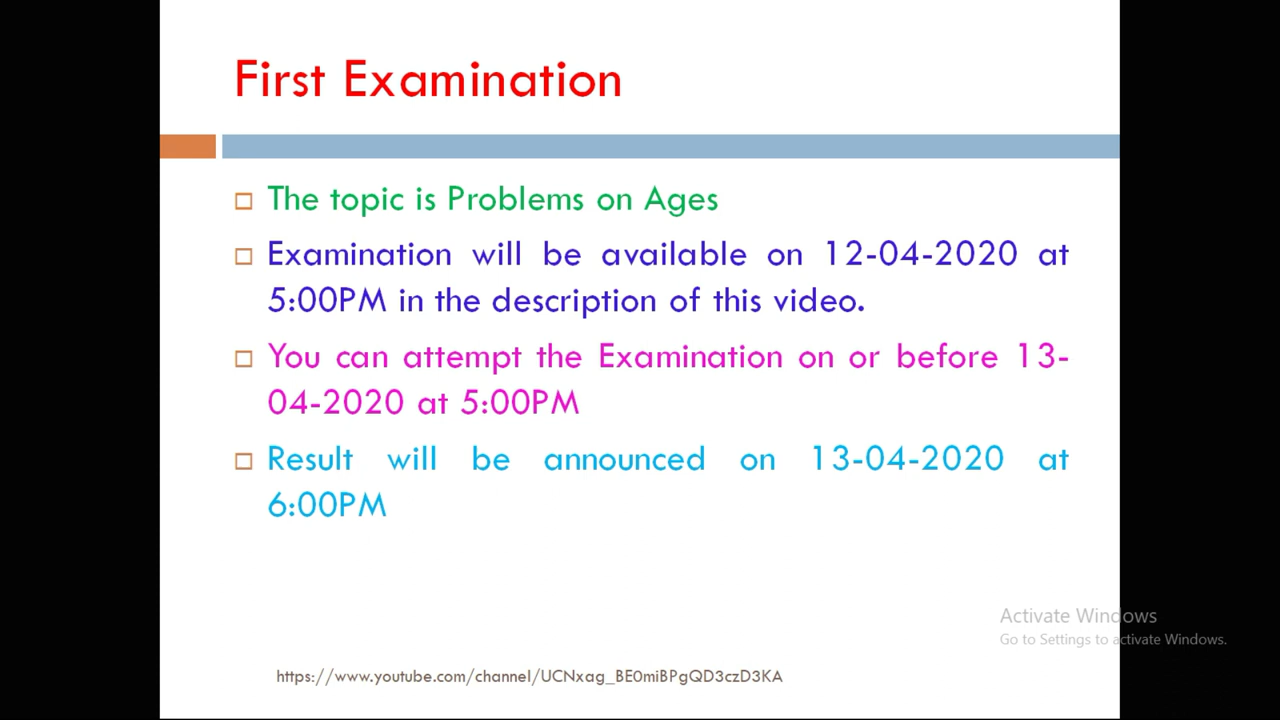 First Examination
The topic is Problems on Ages
Examination will be available on 12-04-2020 at
5:00PM in the description of this video.
You can attempt the Examination on or before 13-
04-2020 at 5:00PM
Result will be announced on 13-04-2020 at
6:00PM
Activate Windows
Go to Settings to activate Windows.
https://www.youtube.com/channel/UCNxag_BE0miBPgQD3czD3KA